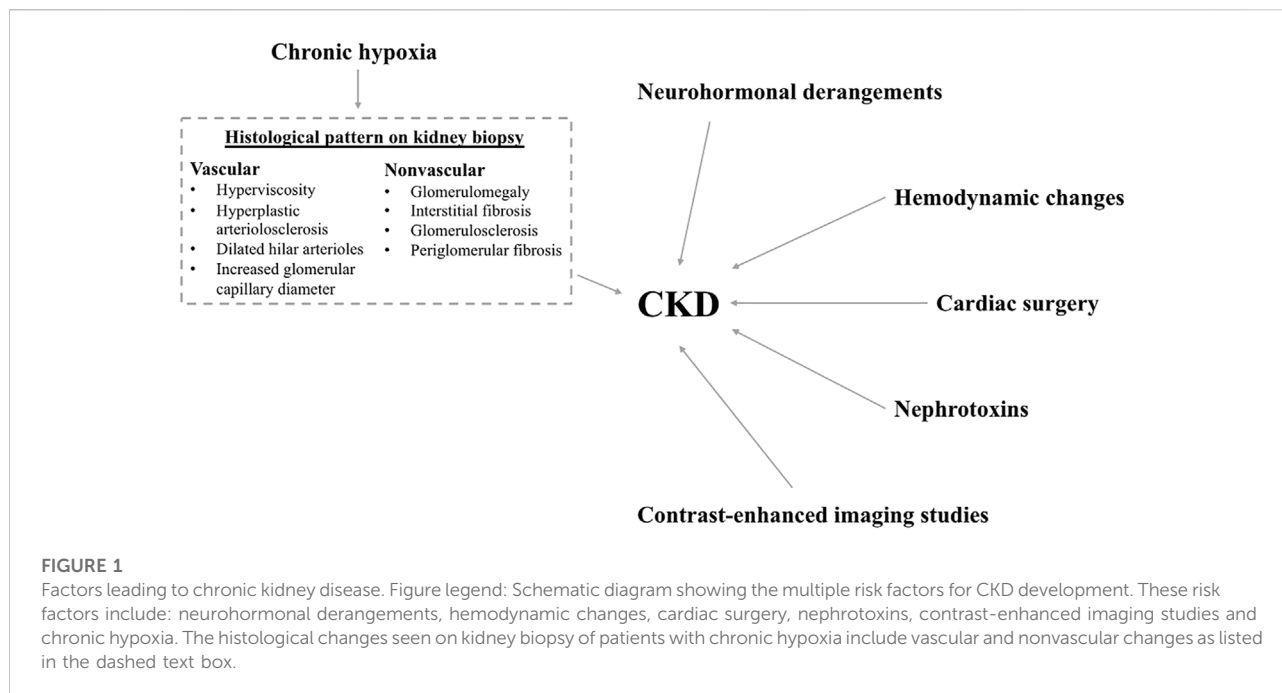 Chronic hypoxia
Histological pattern on kidney biopsy
Vascular
• Hyperviscosity
• Hyperplastic
arteriolosclerosis
• Dilated hilar arterioles
• Increased glomerular
capillary diameter
Nonvascular
• Glomerulomegaly
• Interstitial fibrosis
• Glomerulosclerosis
• Periglomerular fibrosis
Neurohormonal derangements
Hemodynamic changes
CKD
Cardiac surgery
Nephrotoxins
Contrast-enhanced imaging studies
FIGURE 1
Factors leading to chronic kidney disease. Figure legend: Schematic diagram showing the multiple risk factors for CKD development. These risk
factors include: neurohormonal derangements, hemodynamic changes, cardiac surgery, nephrotoxins, contrast-enhanced imaging studies and
chronic hypoxia. The histological changes seen on kidney biopsy of patients with chronic hypoxia include vascular and nonvascular changes as listed
in the dashed text box.